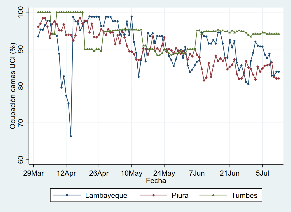 Ocupación camas UCI (%)
100
90
80
70
60
29Mar 12Apr 26Apr 10May 24May 7Jun 21Jun 5Jul
Fecha
Lambayeque Piura Tumbes